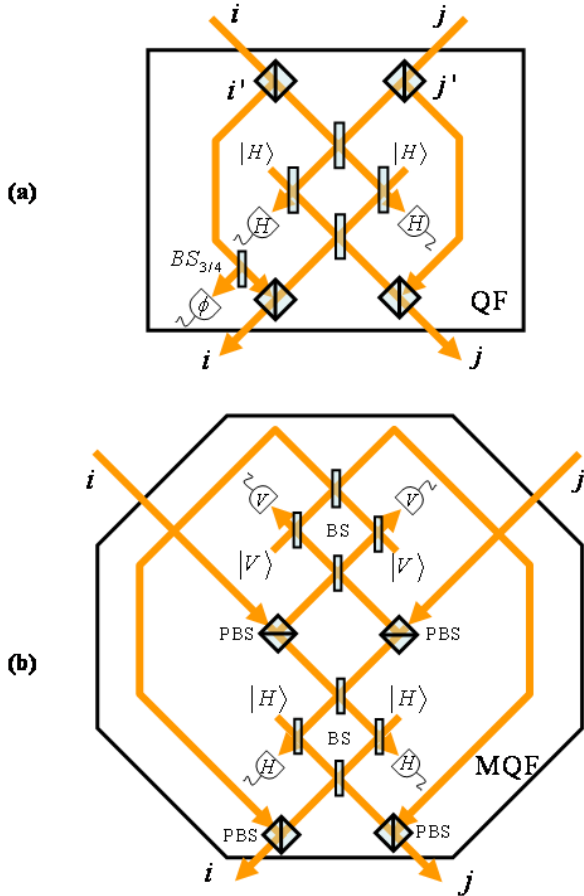 i j
i' j'
|H⟩ |H⟩
(a)
H H
BS3/4
ϕ
QF
i j
i j
V V
BS
|V⟩ |V⟩
PBS PBS
(b)
|H⟩ |H⟩
BS
H H
MQF
PBS PBS
i j